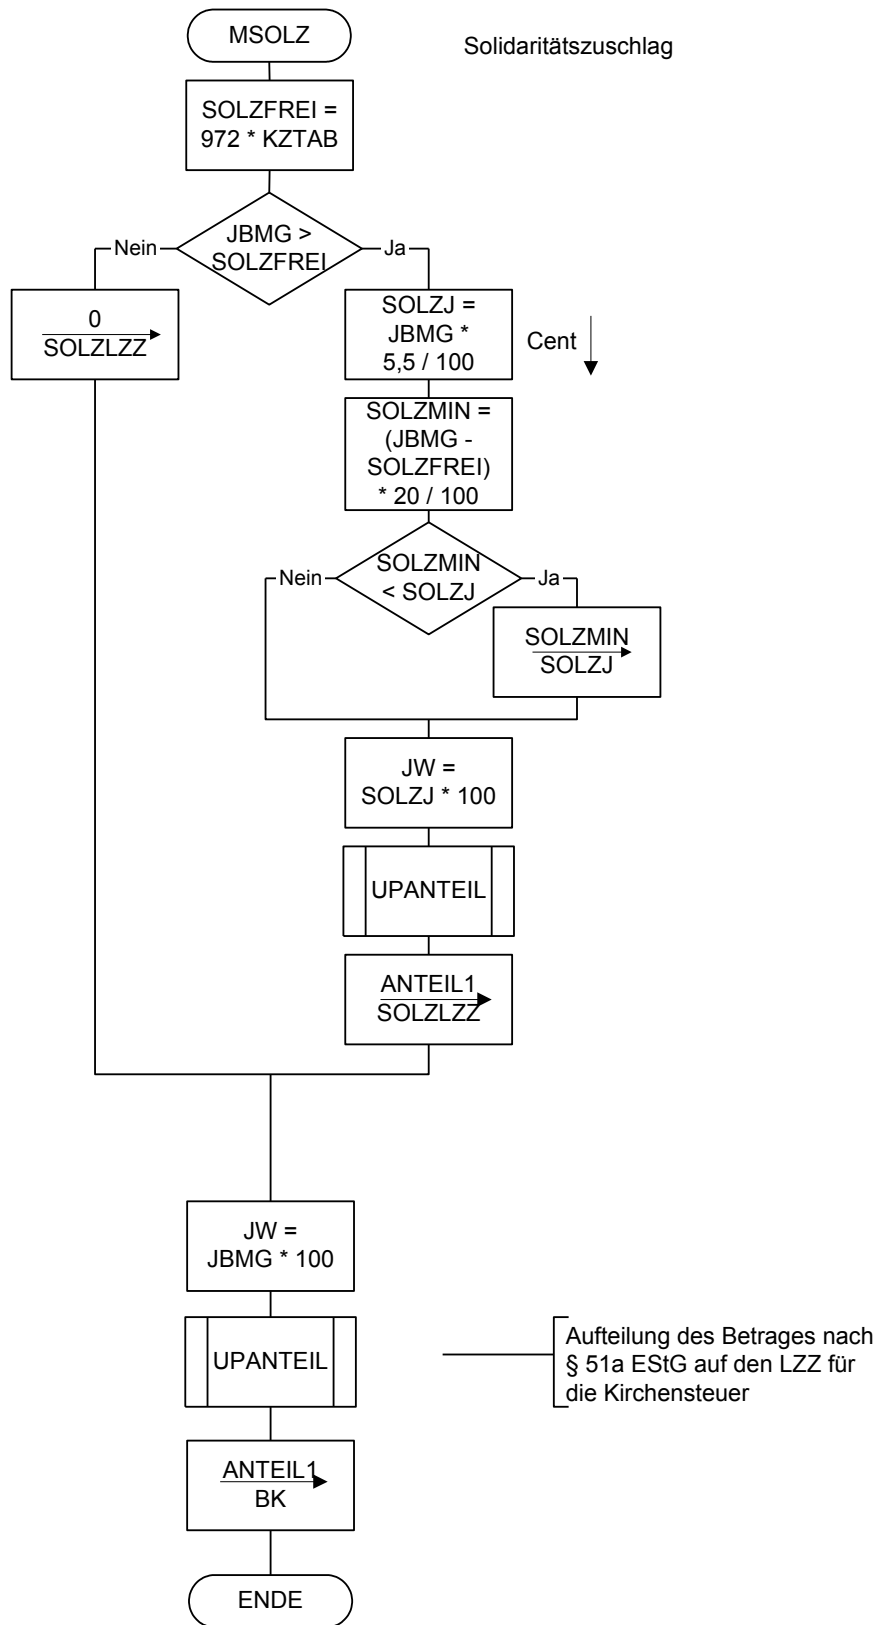 MSOLZ
Solidaritätszuschlag
SOLZFREI =
972 * KZTAB
Nein
JBMG >
SOLZFREI
Ja
0
SOLZLZZ
SOLZJ =
JBMG *
5,5 / 100
Cent
SOLZMIN =
(JBMG -
SOLZFREI)
* 20 / 100
Nein
SOLZMIN
< SOLZJ
Ja
SOLZMIN
SOLZJ
JW =
SOLZJ * 100
UPANTEIL
ANTEIL1
SOLZLZZ
JW =
JBMG * 100
UPANTEIL
Aufteilung des Betrages nach
§ 51a EStG auf den LZZ für
die Kirchensteuer
ANTEIL1
BK
ENDE